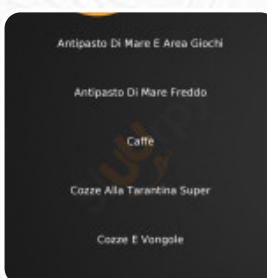 Antipasto Di Mare E Area Giochi
Antipasto Di Mare Freddo
Caffè
Cozze Alla Tarantina Super
Cozze E Vongole